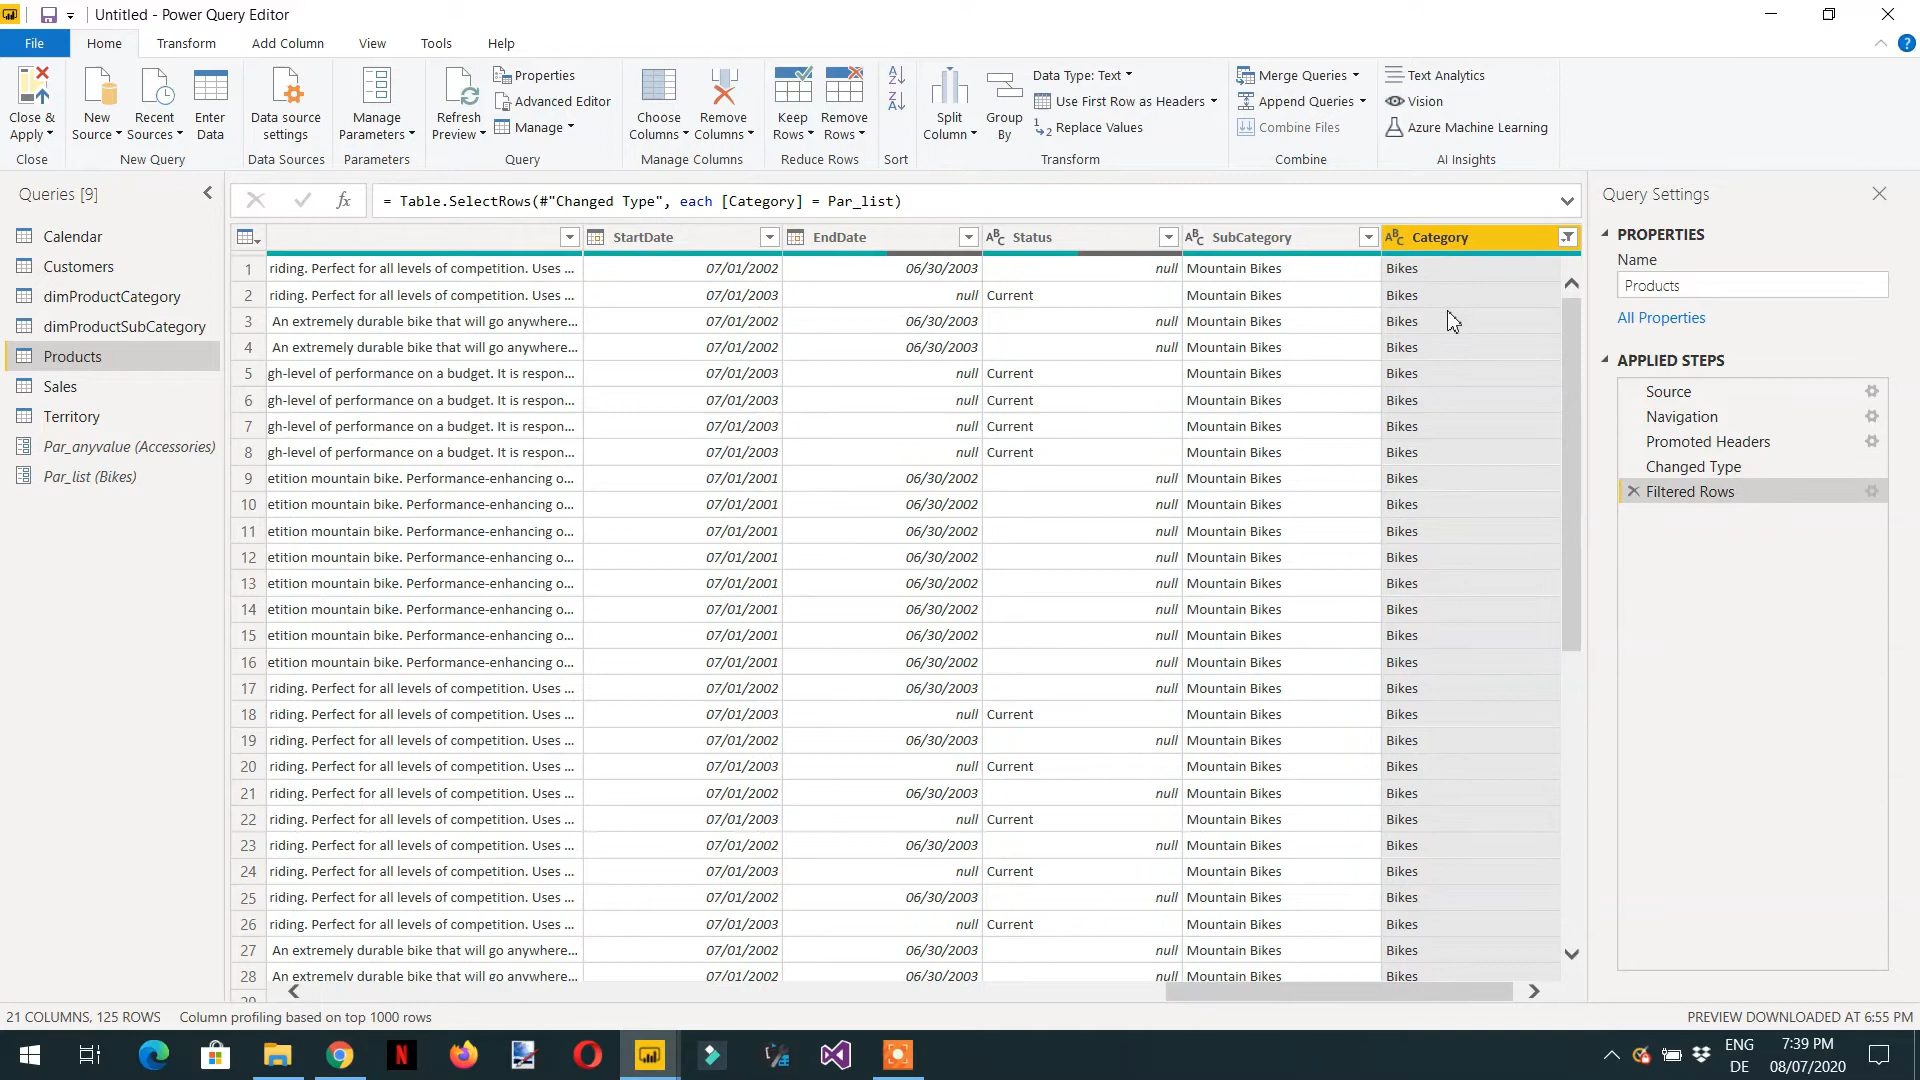 Untitled - Power Query Editor
File Home Transform Add Column View Tools Help
Close & Apply
New Source
Recent Sources
Enter Data
Data source settings
Manage Parameters
Refresh Preview
Properties
Advanced Editor
Manage
Choose Columns
Remove Columns
Keep Rows
Remove Rows
Split Column
Group By
Data Type: Text
Use First Row as Headers
Replace Values
Merge Queries
Append Queries
Combine Files
Text Analytics
Vision
Azure Machine Learning
Close New Query Data Sources Parameters Query Manage Columns Reduce Rows Sort Transform Combine AI Insights
Queries [9]
Calendar
Customers
dimProductCategory
dimProductSubCategory
Products
Sales
Territory
Par_anyvalue (Accessories)
Par_list (Bikes)
fx = Table.SelectRows(#"Changed Type", each [Category] = Par_list)
StartDate EndDate ABC Status ABC SubCategory ABC Category
1 riding. Perfect for all levels of competition. Uses ... 07/01/2002 06/30/2003 null Mountain Bikes Bikes
2 riding. Perfect for all levels of competition. Uses ... 07/01/2003 null Current Mountain Bikes Bikes
3 An extremely durable bike that will go anywhere... 07/01/2002 06/30/2003 null Mountain Bikes Bikes
4 An extremely durable bike that will go anywhere... 07/01/2002 06/30/2003 null Mountain Bikes Bikes
5 gh-level of performance on a budget. It is respon... 07/01/2003 null Current Mountain Bikes Bikes
6 gh-level of performance on a budget. It is respon... 07/01/2003 null Current Mountain Bikes Bikes
7 gh-level of performance on a budget. It is respon... 07/01/2003 null Current Mountain Bikes Bikes
8 gh-level of performance on a budget. It is respon... 07/01/2003 null Current Mountain Bikes Bikes
9 etition mountain bike. Performance-enhancing o... 07/01/2001 06/30/2002 null Mountain Bikes Bikes
10 etition mountain bike. Performance-enhancing o... 07/01/2001 06/30/2002 null Mountain Bikes Bikes
11 etition mountain bike. Performance-enhancing o... 07/01/2001 06/30/2002 null Mountain Bikes Bikes
12 etition mountain bike. Performance-enhancing o... 07/01/2001 06/30/2002 null Mountain Bikes Bikes
13 etition mountain bike. Performance-enhancing o... 07/01/2001 06/30/2002 null Mountain Bikes Bikes
14 etition mountain bike. Performance-enhancing o... 07/01/2001 06/30/2002 null Mountain Bikes Bikes
15 etition mountain bike. Performance-enhancing o... 07/01/2001 06/30/2002 null Mountain Bikes Bikes
16 etition mountain bike. Performance-enhancing o... 07/01/2001 06/30/2002 null Mountain Bikes Bikes
17 riding. Perfect for all levels of competition. Uses ... 07/01/2002 06/30/2003 null Mountain Bikes Bikes
18 riding. Perfect for all levels of competition. Uses ... 07/01/2003 null Current Mountain Bikes Bikes
19 riding. Perfect for all levels of competition. Uses ... 07/01/2002 06/30/2003 null Mountain Bikes Bikes
20 riding. Perfect for all levels of competition. Uses ... 07/01/2003 null Current Mountain Bikes Bikes
21 riding. Perfect for all levels of competition. Uses ... 07/01/2002 06/30/2003 null Mountain Bikes Bikes
22 riding. Perfect for all levels of competition. Uses ... 07/01/2003 null Current Mountain Bikes Bikes
23 riding. Perfect for all levels of competition. Uses ... 07/01/2002 06/30/2003 null Mountain Bikes Bikes
24 riding. Perfect for all levels of competition. Uses ... 07/01/2003 null Current Mountain Bikes Bikes
25 riding. Perfect for all levels of competition. Uses ... 07/01/2002 06/30/2003 null Mountain Bikes Bikes
26 riding. Perfect for all levels of competition. Uses ... 07/01/2003 null Current Mountain Bikes Bikes
27 An extremely durable bike that will go anywhere... 07/01/2002 06/30/2003 null Mountain Bikes Bikes
28 An extremely durable bike that will go anywhere... 07/01/2002 06/30/2003 null Mountain Bikes Bikes
29
Query Settings
PROPERTIES
Name
Products
All Properties
APPLIED STEPS
Source
Navigation
Promoted Headers
Changed Type
Filtered Rows
21 COLUMNS, 125 ROWS Column profiling based on top 1000 rows PREVIEW DOWNLOADED AT 6:55 PM
ENG 7:39 PM
DE 08/07/2020